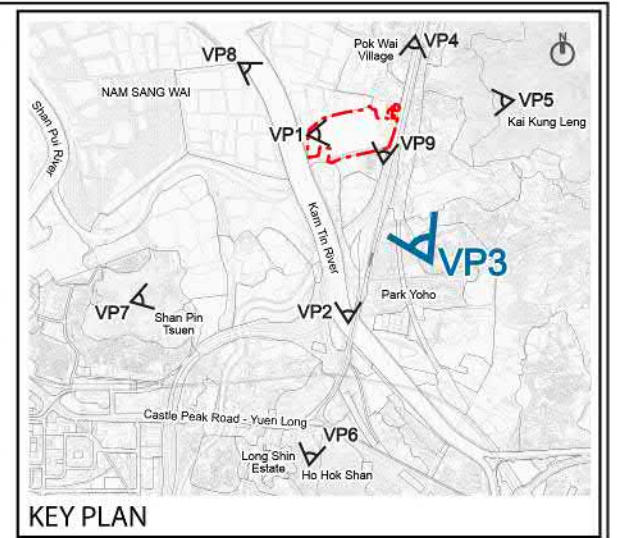 VP8
Pok Wai
Village
VP4
N
NAM SANG WAI
VP5
Kai Kung Leng
Shan Pui River
VP1
VP9
Kam Tin River
VP3
Park Yoho
VP7
Shan Pin
Tsuen
VP2
Castle Peak Road - Yuen Long
VP6
Long Shin
Estate
Ho Hok Shan
KEY PLAN